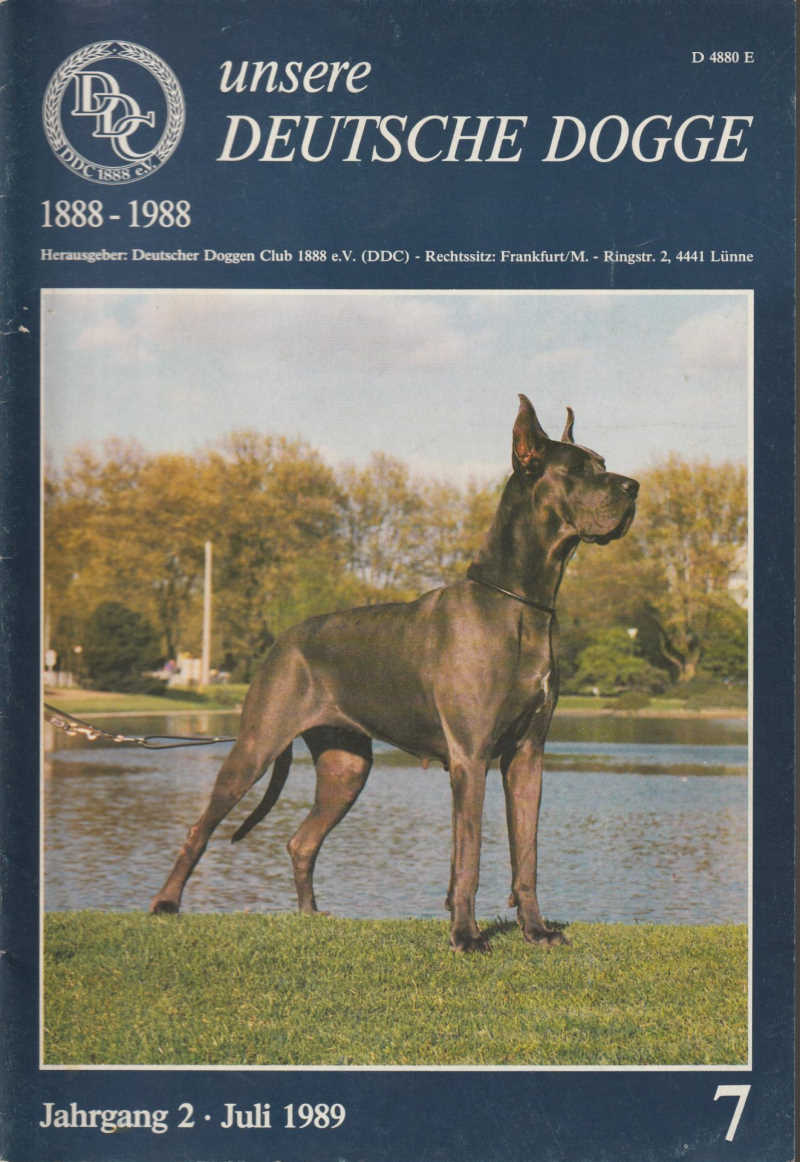 DDC
DDC 1888 e.V.
unsere
D 4880 E
DEUTSCHE DOGGE
1888 - 1988
Herausgeber: Deutscher Doggen Club 1888 e.V. (DDC) - Rechtssitz: Frankfurt/M. - Ringstr. 2, 4441 Lünne
Jahrgang 2 · Juli 1989
7